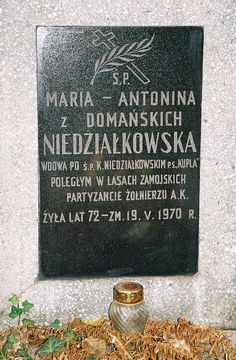 Ś.P.
MARIA – ANTONINA
Z DOMAŃSKICH
NIEDZIAŁKOWSKA
WDOWA PO Ś.P. K. NIEDZIAŁKOWSKIM P.S. „KUPLA"
POLEGŁYM W LASACH ZAMOJSKICH
PARTYZANCIE ŻOŁNIERZU A.K.
ŻYŁA LAT 72 – ZM. 19. V. 1970 R.